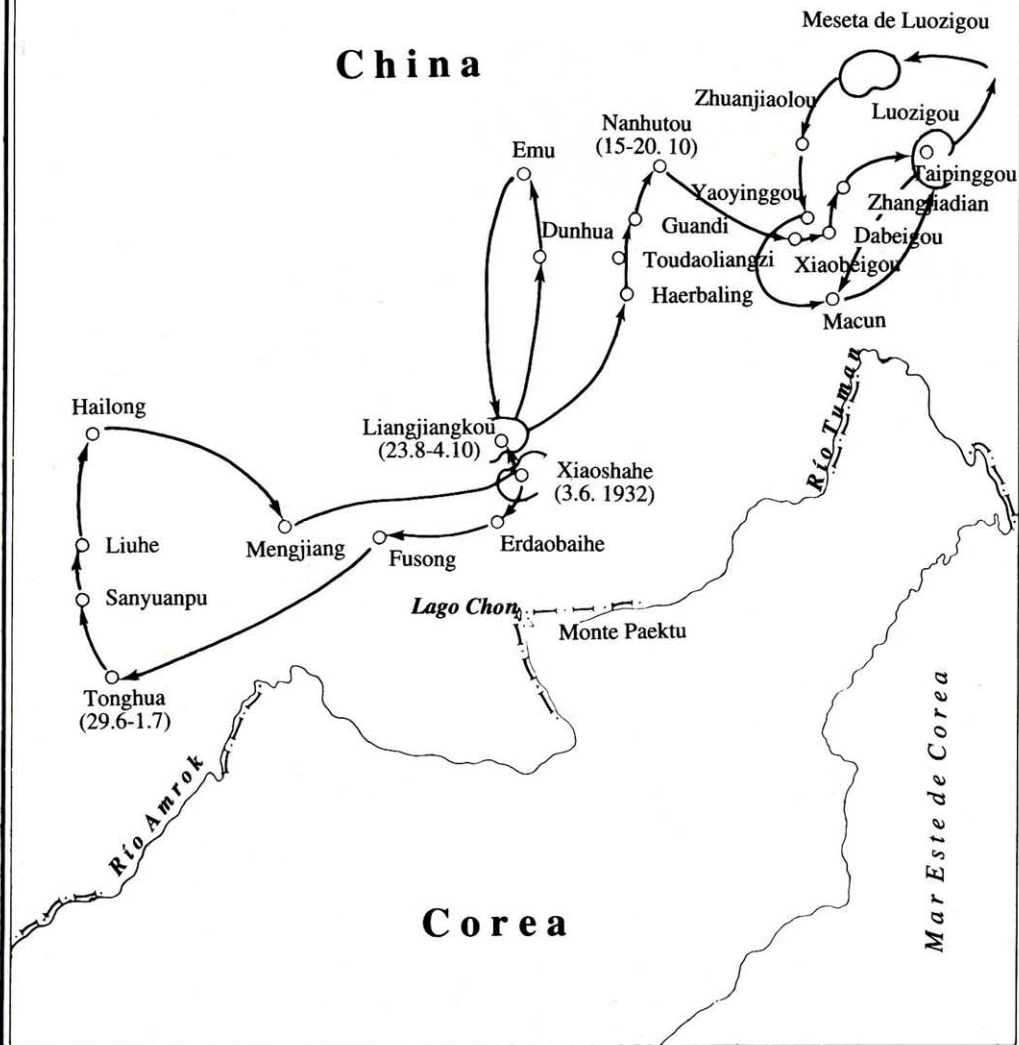 Meseta de Luozigou
China
Zhuanjiaolou
Luozigou
Nanhutou
(15-20. 10)
Emu
Taipinggou
Yaoyinggou
Zhangjiadian
Guandi
Dunhua
Dabeigou
Toudaoliangzi
Xiaobeigou
Haerbaling
Macun
Río Tuman
Hailong
Liangjiangkou
(23.8-4.10)
Xiaoshahe
(3.6. 1932)
Liuhe
Mengjiang
Fusong
Erdaobaihe
Sanyuanpu
Lago Chon
Monte Paektu
Tonghua
(29.6-1.7)
Río Amrok
Mar Este de Corea
Corea